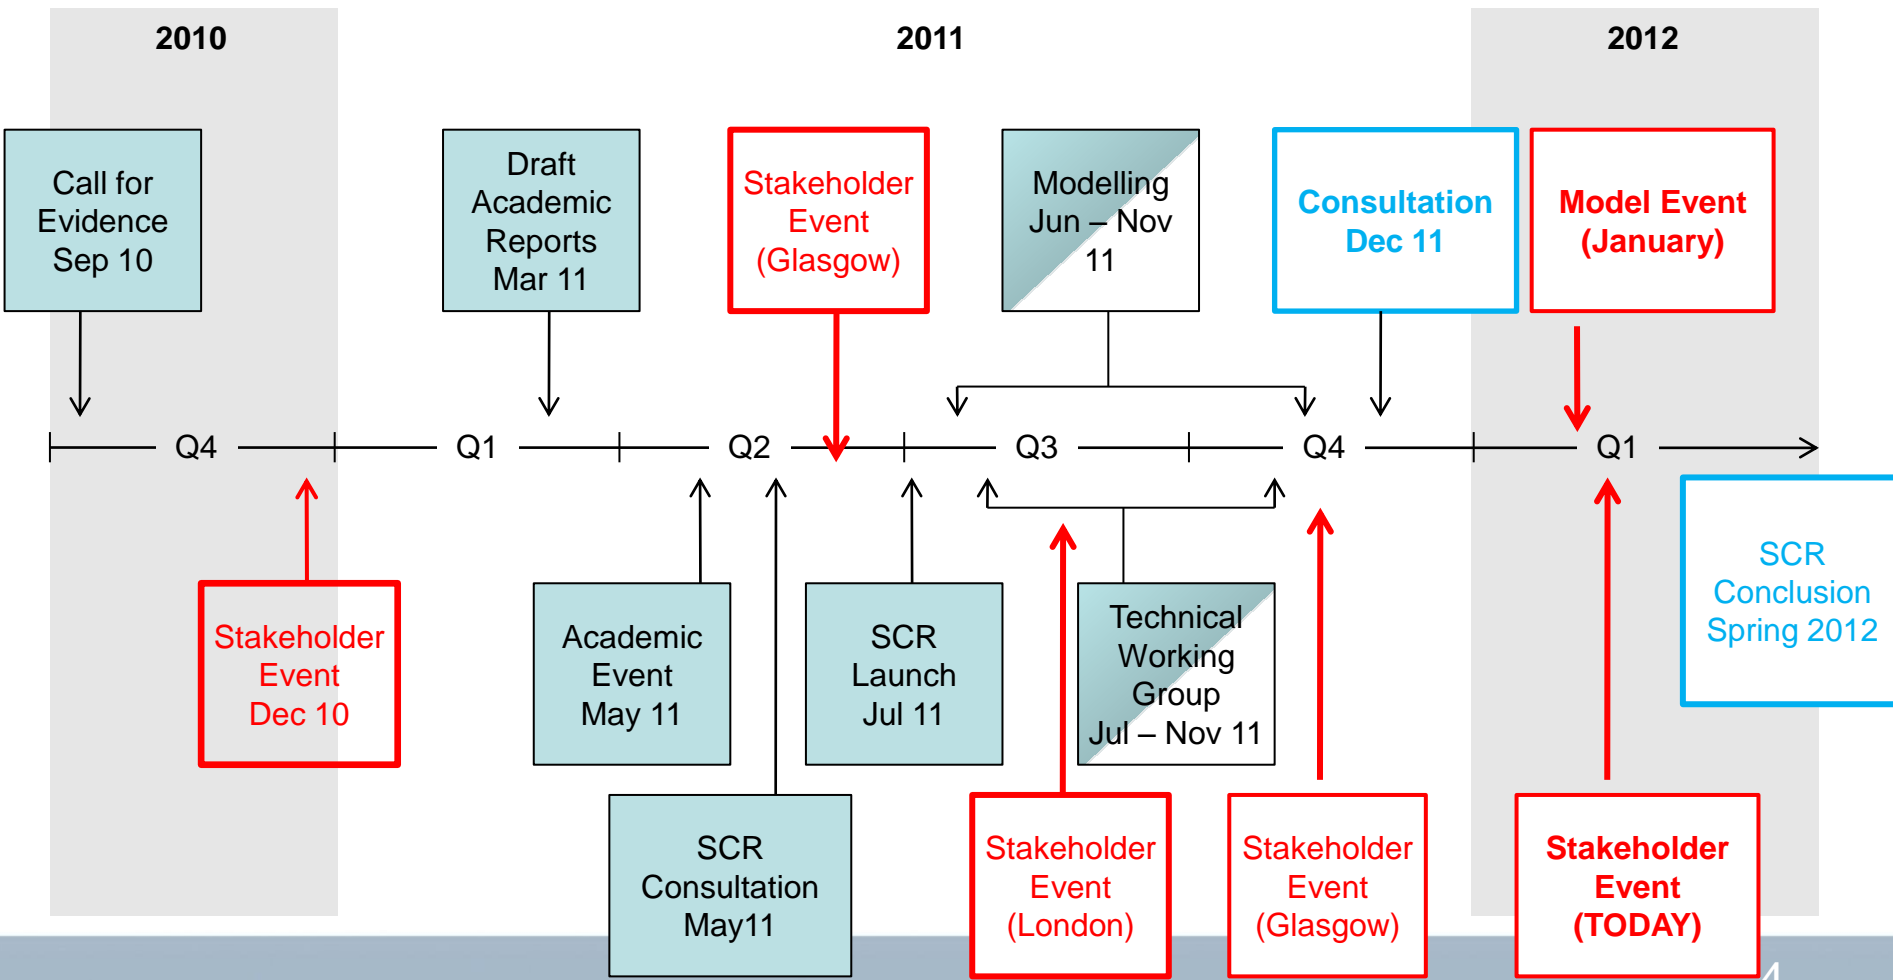 2010
2011
2012
Call for
Evidence
Sep 10
Draft
Academic
Reports
Mar 11
Stakeholder
Event
(Glasgow)
Modelling
Jun – Nov
11
Consultation
Dec 11
Model Event
(January)
Q4
Q1
Q2
Q3
Q4
Q1
Stakeholder
Event
Dec 10
Academic
Event
May 11
SCR
Launch
Jul 11
Technical
Working
Group
Jul – Nov 11
SCR
Conclusion
Spring 2012
SCR
Consultation
May11
Stakeholder
Event
(London)
Stakeholder
Event
(Glasgow)
Stakeholder
Event
(TODAY)
4